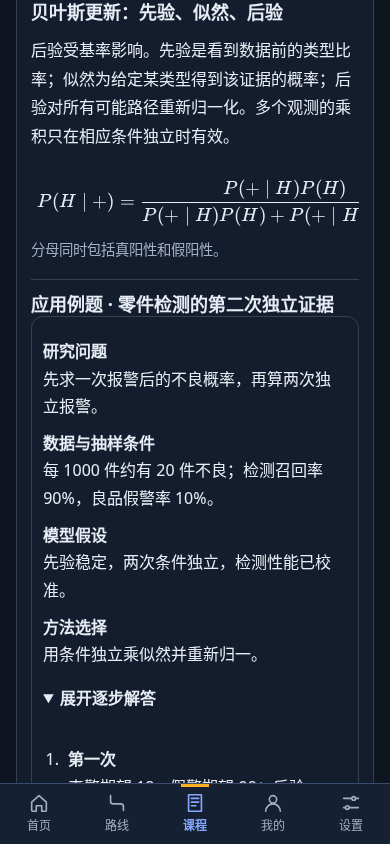 贝叶斯更新：先验、似然、后验
后验受基率影响。先验是看到数据前的类型比
率；似然为给定某类型得到该证据的概率；后
验对所有可能路径重新归一化。多个观测的乘
积只在相应条件独立时有效。
P(H | +) = P(+ | H)P(H) / P(+ | H)P(H) + P(+ | H
分母同时包括真阳性和假阳性。
应用例题 · 零件检测的第二次独立证据
研究问题
先求一次报警后的不良概率，再算两次独
立报警。
数据与抽样条件
每 1000 件约有 20 件不良；检测召回率
90%，良品假警率 10%。
模型假设
先验稳定，两次条件独立，检测性能已校
准。
方法选择
用条件独立乘似然并重新归一。
▼ 展开逐步解答
1. 第一次
首页 路线 课程 我的 设置